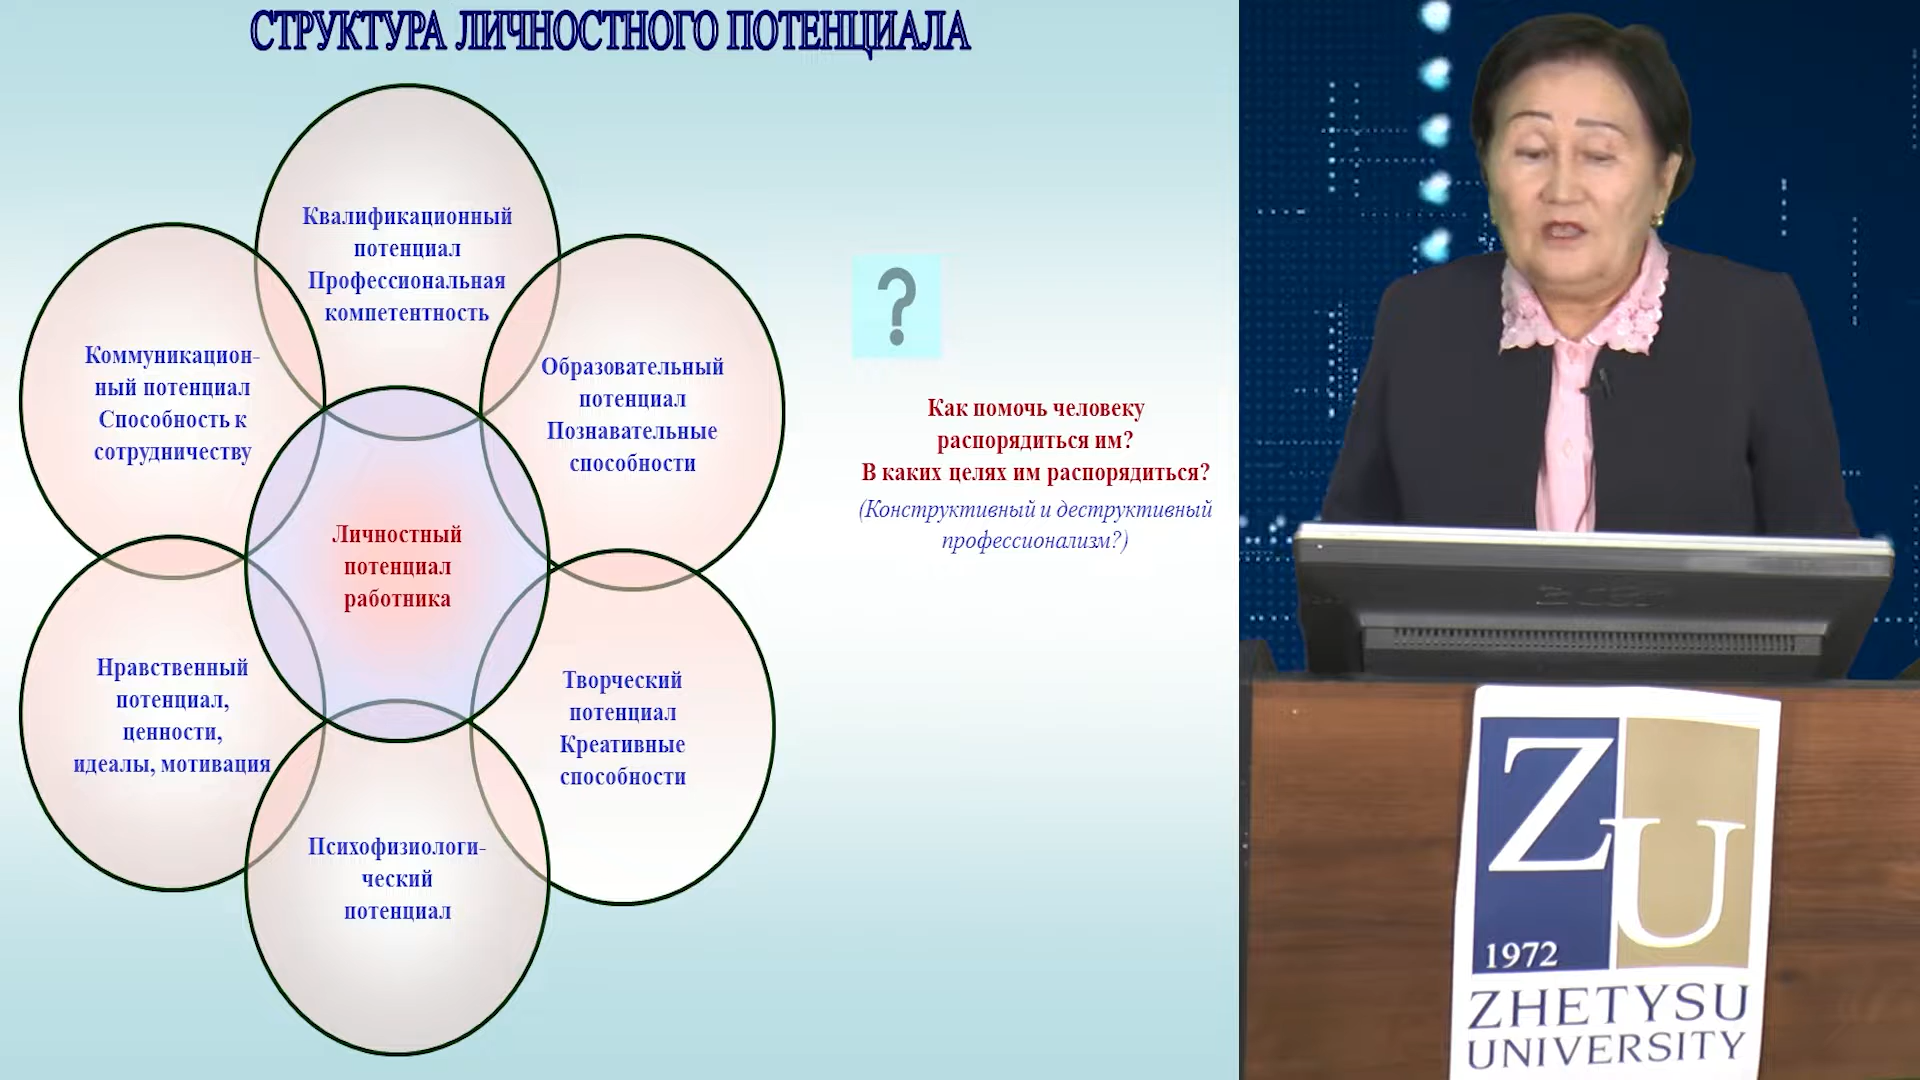 СТРУКТУРА ЛИЧНОСТНОГО ПОТЕНЦИАЛА
Квалификационный
потенциал
Профессиональная
компетентность
Коммуникацион-
ный потенциал
Способность к
сотрудничеству
Образовательный
потенциал
Познавательные
способности
Личностный
потенциал
работника
Нравственный
потенциал,
ценности,
идеалы, мотивация
Творческий
потенциал
Креативные
способности
Психофизиологи-
ческий
потенциал
?
Как помочь человеку
распорядиться им?
В каких целях им распорядиться?
(Конструктивный и деструктивный
профессионализм?)
ZU
1972
ZHETYSU
UNIVERSITY